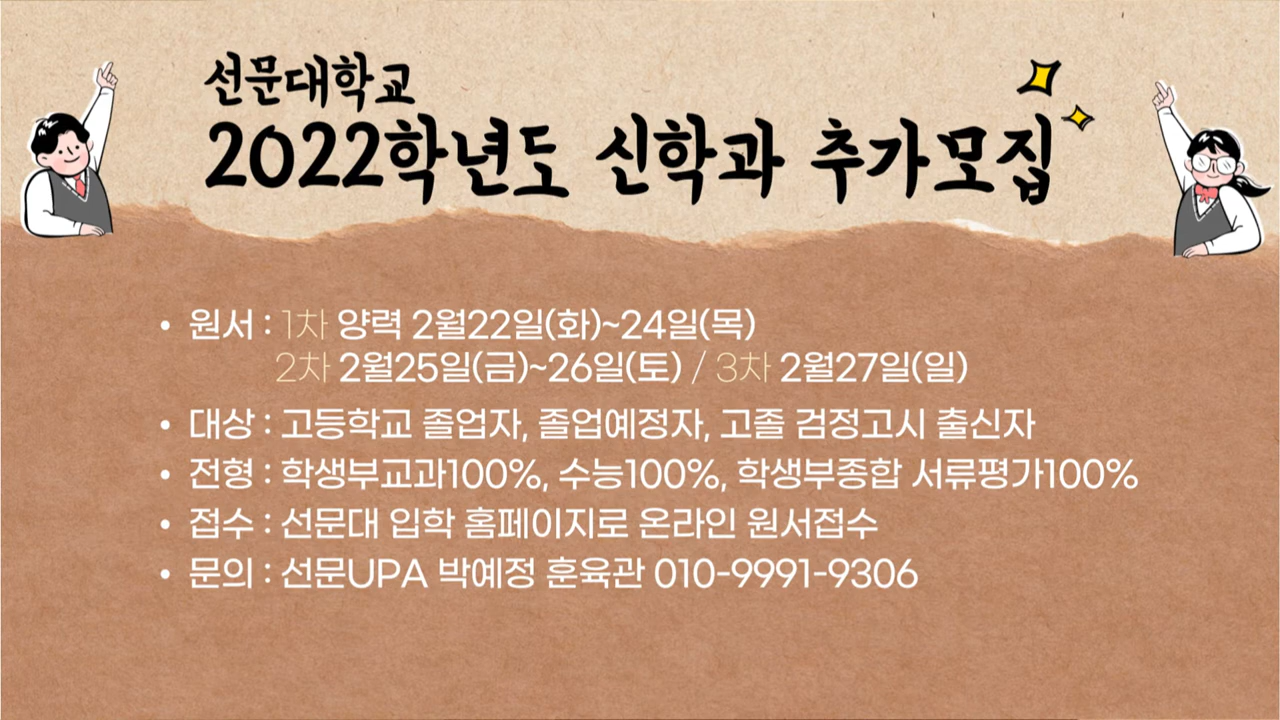 선문대학교
2022학년도 신학과 추가모집
• 원서 : 1차 양력 2월22일(화)~24일(목)
2차 2월25일(금)~26일(토) / 3차 2월27일(일)
• 대상 : 고등학교 졸업자, 졸업예정자, 고졸 검정고시 출신자
• 전형 : 학생부교과100%, 수능100%, 학생부종합 서류평가100%
• 접수 : 선문대 입학 홈페이지로 온라인 원서접수
• 문의 : 선문UPA 박예정 훈육관 010-9991-9306